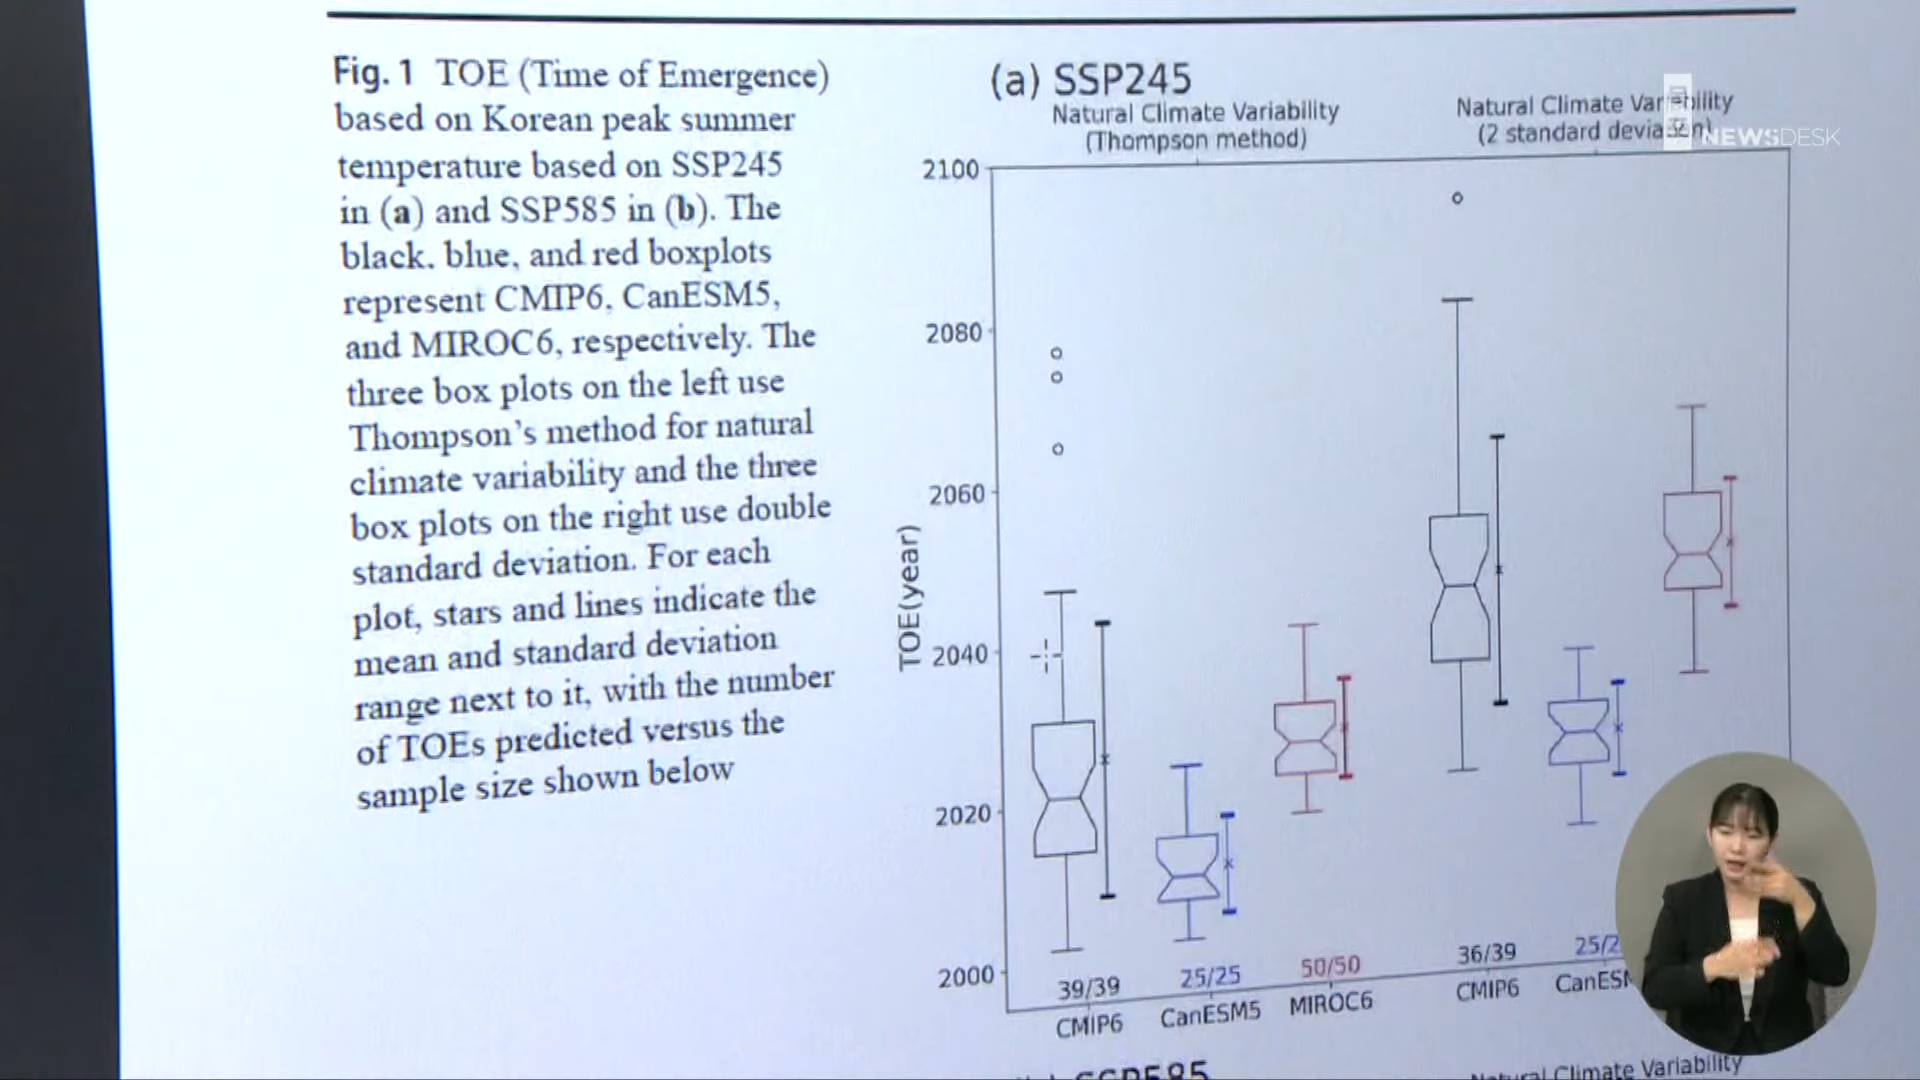 Fig. 1 TOE (Time of Emergence)
based on Korean peak summer
temperature based on SSP245
in (a) and SSP585 in (b). The
black, blue, and red boxplots
represent CMIP6, CanESM5,
and MIROC6, respectively. The
three box plots on the left use
Thompson's method for natural
climate variability and the three
box plots on the right use double
standard deviation. For each
plot, stars and lines indicate the
mean and standard deviation
range next to it, with the number
of TOEs predicted versus the
sample size shown below
(a) SSP245
Natural Climate Variability
(Thompson method)
Natural Climate Variability
(2 standard deviation)
NEWSDESK
2100
2080
2060
2040
2020
2000
TOE(year)
39/39 25/25 50/50 36/39
CMIP6 CanESM5 MIROC6 CMIP6
SSP585
Natural Climate Variability